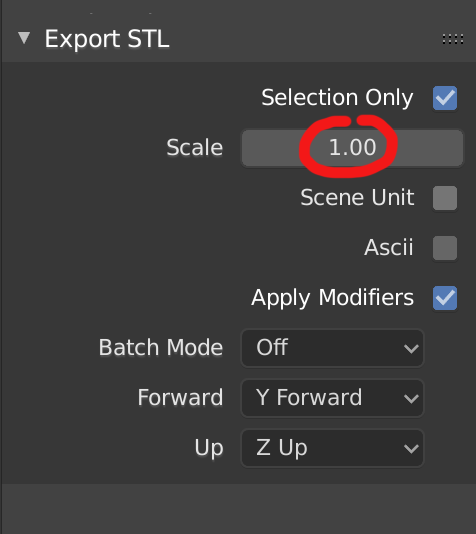 Export STL
Selection Only
Scale 1.00
Scene Unit
Ascii
Apply Modifiers
Batch Mode Off
Forward Y Forward
Up Z Up